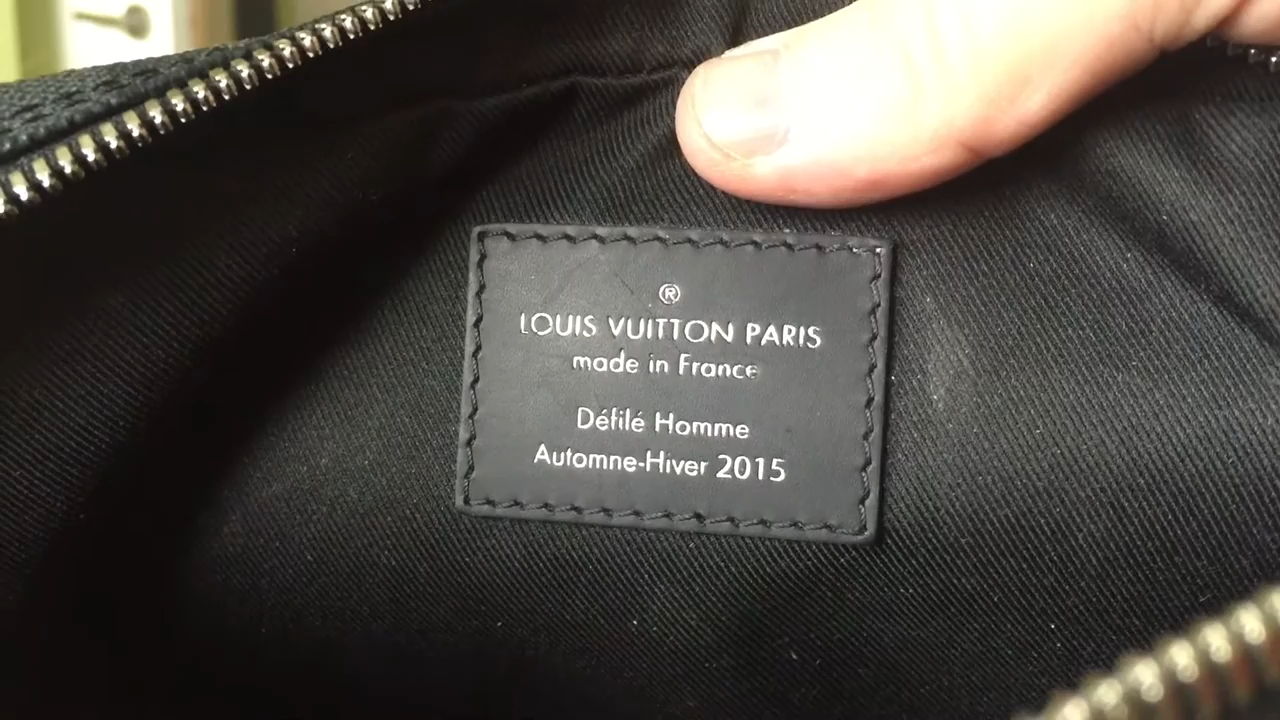 ®
LOUIS VUITTON PARIS
made in France
Défilé Homme
Automne-Hiver 2015